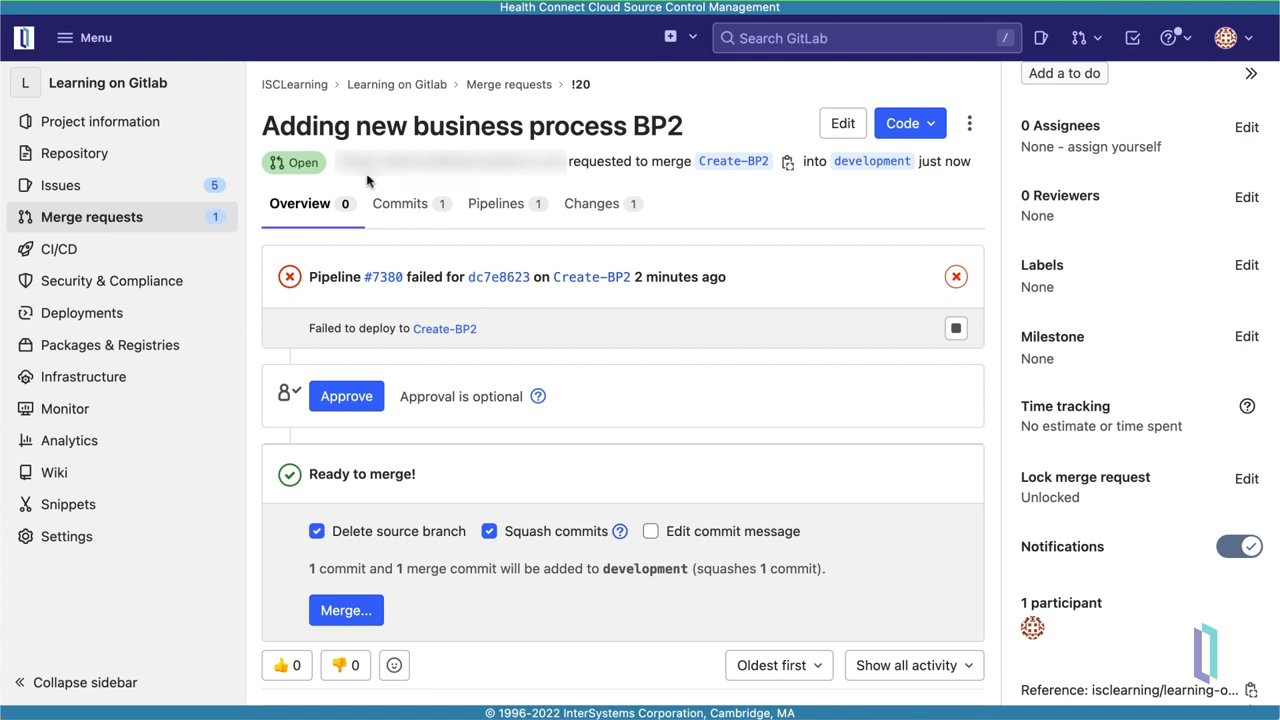 Health Connect Cloud Source Control Management
Menu
Search GitLab
/
L Learning on Gitlab
Project information
Repository
Issues 5
Merge requests 1
CI/CD
Security & Compliance
Deployments
Packages & Registries
Infrastructure
Monitor
Analytics
Wiki
Snippets
Settings
Collapse sidebar
ISCLearning › Learning on Gitlab › Merge requests › !20
Adding new business process BP2
Edit
Code
Open requested to merge Create-BP2 into development just now
Overview 0 Commits 1 Pipelines 1 Changes 1
Pipeline #7380 failed for dc7e8623 on Create-BP2 2 minutes ago
Failed to deploy to Create-BP2
Approve Approval is optional
Ready to merge!
Delete source branch Squash commits Edit commit message
1 commit and 1 merge commit will be added to development (squashes 1 commit).
Merge...
👍 0 👎 0
Oldest first Show all activity
Add a to do
0 Assignees Edit
None - assign yourself
0 Reviewers Edit
None
Labels Edit
None
Milestone Edit
None
Time tracking
No estimate or time spent
Lock merge request Edit
Unlocked
Notifications
1 participant
Reference: isclearning/learning-o...
© 1996-2022 InterSystems Corporation, Cambridge, MA